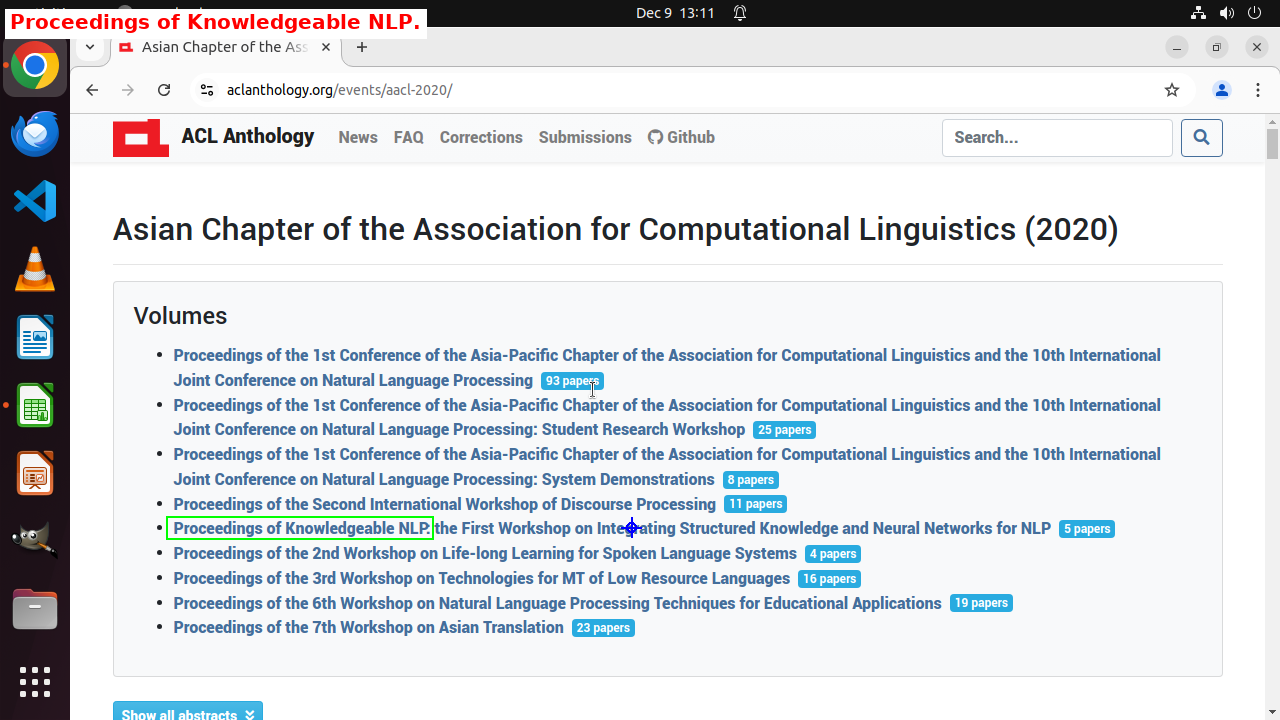 Proceedings of Knowledgeable NLP.
Dec 9 13:11
Asian Chapter of the Ass
aclanthology.org/events/aacl-2020/
ACL Anthology News FAQ Corrections Submissions Github Search...
Asian Chapter of the Association for Computational Linguistics (2020)
Volumes
Proceedings of the 1st Conference of the Asia-Pacific Chapter of the Association for Computational Linguistics and the 10th International
Joint Conference on Natural Language Processing 93 papers
Proceedings of the 1st Conference of the Asia-Pacific Chapter of the Association for Computational Linguistics and the 10th International
Joint Conference on Natural Language Processing: Student Research Workshop 25 papers
Proceedings of the 1st Conference of the Asia-Pacific Chapter of the Association for Computational Linguistics and the 10th International
Joint Conference on Natural Language Processing: System Demonstrations 8 papers
Proceedings of the Second International Workshop of Discourse Processing 11 papers
Proceedings of Knowledgeable NLP: the First Workshop on Integrating Structured Knowledge and Neural Networks for NLP 5 papers
Proceedings of the 2nd Workshop on Life-long Learning for Spoken Language Systems 4 papers
Proceedings of the 3rd Workshop on Technologies for MT of Low Resource Languages 16 papers
Proceedings of the 6th Workshop on Natural Language Processing Techniques for Educational Applications 19 papers
Proceedings of the 7th Workshop on Asian Translation 23 papers
Show all abstracts